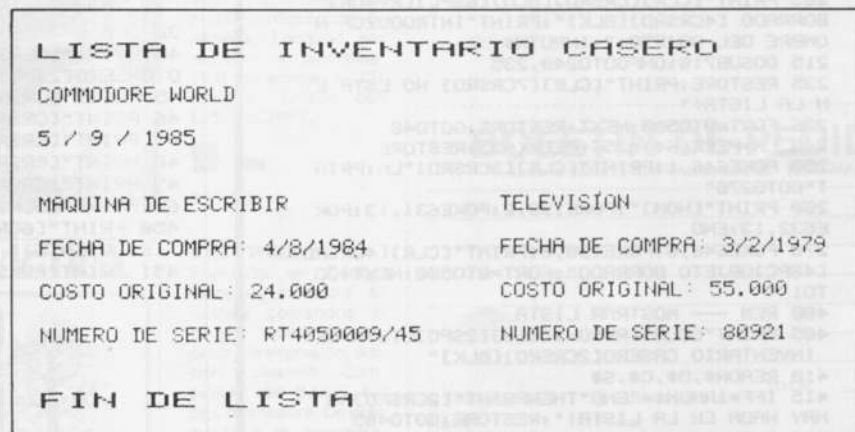 LISTA DE INVENTARIO CASERO
COMMODORE WORLD
5 / 9 / 1985
MAQUINA DE ESCRIBIR
FECHA DE COMPRA: 4/8/1984
COSTO ORIGINAL: 24.000
NUMERO DE SERIE: RT4050009/45
TELEVISION
FECHA DE COMPRA: 3/2/1979
COSTO ORIGINAL: 55.000
NUMERO DE SERIE: 80921
FIN DE LISTA